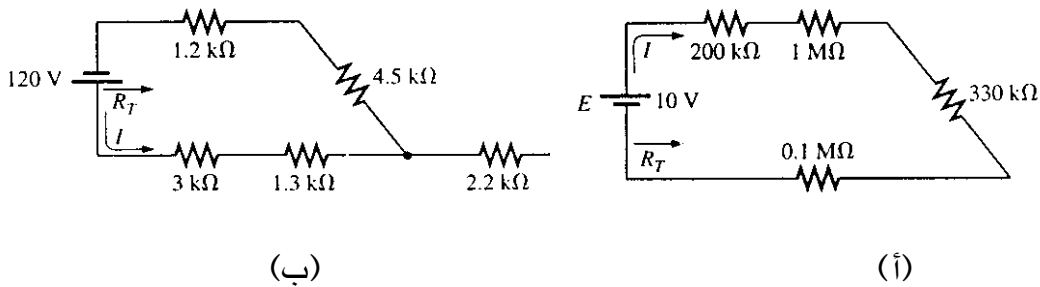 1.2 kΩ
120 V
4.5 kΩ
R_T
I
3 kΩ
1.3 kΩ
2.2 kΩ
(ب)
I
200 kΩ
1 MΩ
E
10 V
330 kΩ
R_T
0.1 MΩ
(أ)